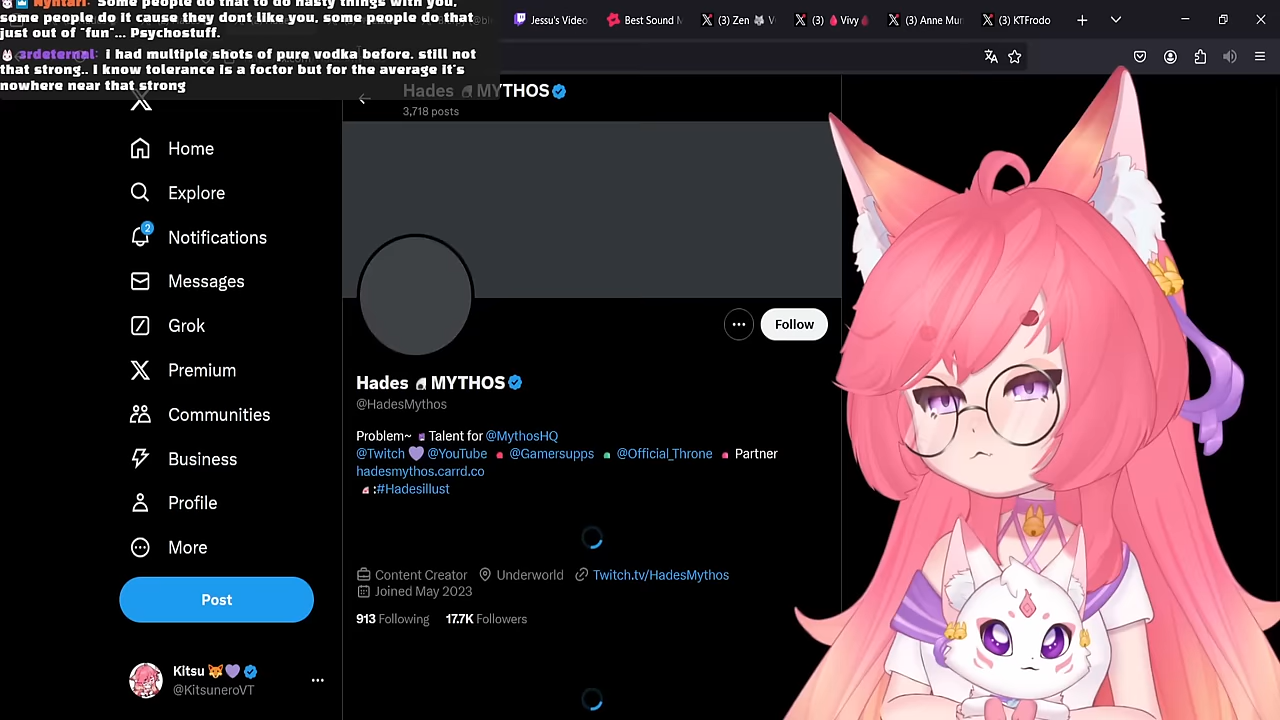 Nyhtari: Some people do that to do nasty things with you,
some people do it cause they dont like you, some people do that
just out of "fun"... Psychostuff.
ardeternal: i had multiple shots of pure vodka before. still not
that strong.. I know tolerance is a foctor but for the average it's
nowhere near that strong
Jessu's Video
Best Sound M
(3) Zen
(3) Vivy
(3) Anne Mur
(3) KTFrodo
Hades MYTHOS
3,718 posts
Home
Explore
2
Notifications
Messages
Grok
Premium
Communities
Business
Profile
More
Post
Kitsu
@KitsuneroVT
Follow
Hades MYTHOS
@HadesMythos
Problem~ Talent for @MythosHQ
@Twitch @YouTube @Gamersupps @Official_Throne Partner
hadesmythos.carrd.co
:#Hadesillust
Content Creator Underworld Twitch.tv/HadesMythos
Joined May 2023
913 Following 17.7K Followers